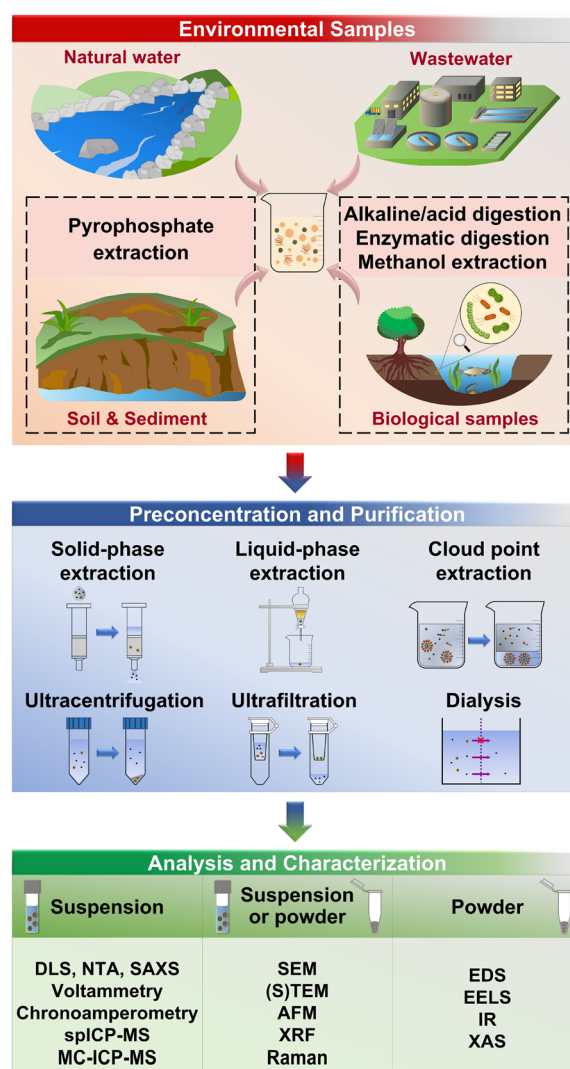 Environmental Samples
Natural water
Wastewater
Pyrophosphate
extraction
Alkaline/acid digestion
Enzymatic digestion
Methanol extraction
Soil & Sediment
Biological samples
Preconcentration and Purification
Solid-phase
extraction
Liquid-phase
extraction
Cloud point
extraction
Ultracentrifugation
Ultrafiltration
Dialysis
Analysis and Characterization
Suspension
Suspension
or powder
Powder
DLS, NTA, SAXS
Voltammetry
Chronoamperometry
spICP-MS
MC-ICP-MS
SEM
(S)TEM
AFM
XRF
Raman
EDS
EELS
IR
XAS